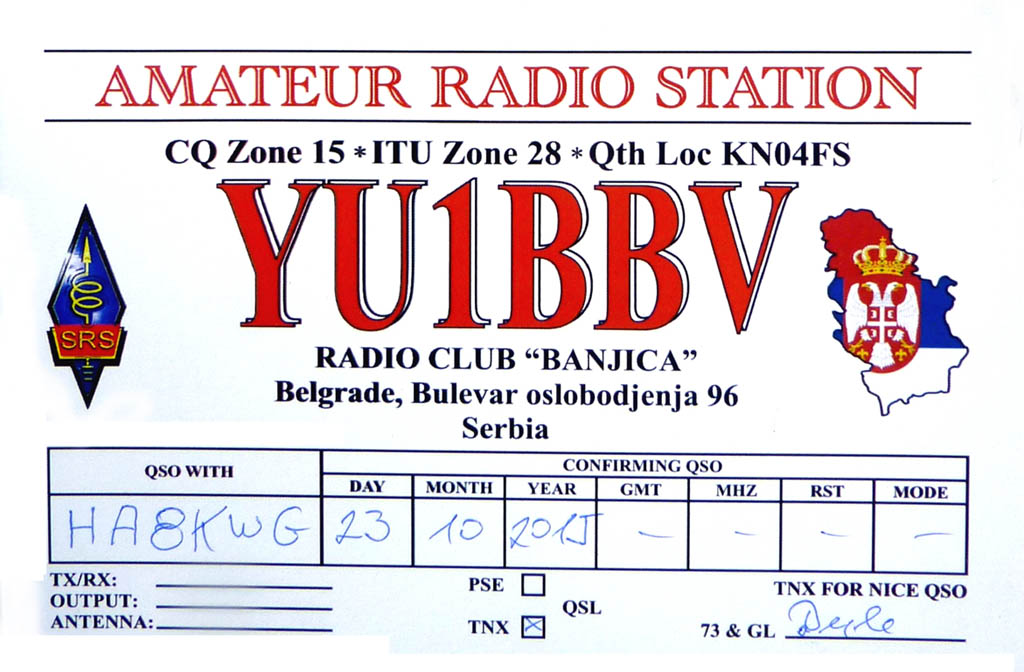 AMATEUR RADIO STATION
CQ Zone 15 * ITU Zone 28 * Qth Loc KN04FS
YU1BBV
SRS
RADIO CLUB “BANJICA”
Belgrade, Bulevar oslobodjenja 96
Serbia
QSO WITH CONFIRMING QSO
DAY MONTH YEAR GMT MHZ RST MODE
HA8KWG 23 10 2015 – – – –
TX/RX: PSE TNX FOR NICE QSO
OUTPUT: QSL
ANTENNA: TNX 73 & GL